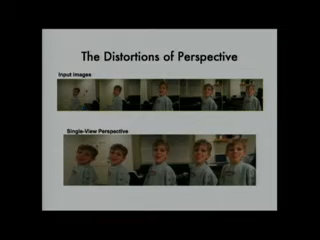 The Distortions of Perspective
Input Images
Single-View Perspective